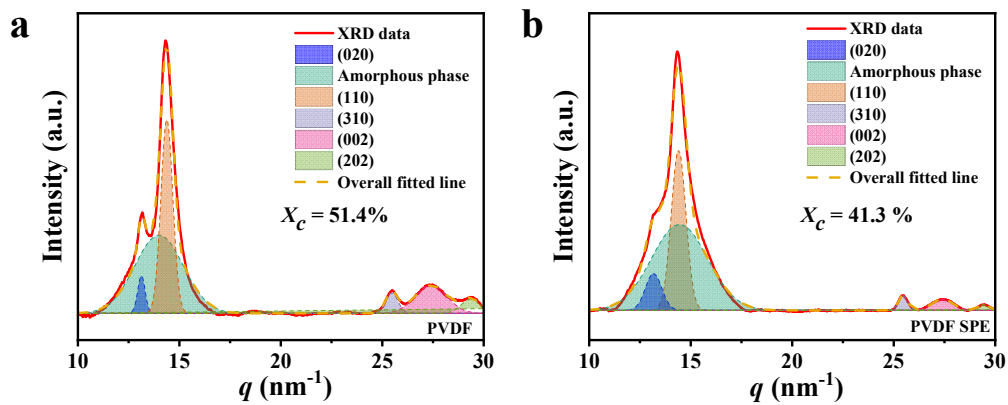 a
XRD data
(020)
Amorphous phase
(110)
(310)
(002)
(202)
Overall fitted line
X_c = 51.4%
Intensity (a.u.)
PVDF
10 15 20 25 30
q (nm⁻¹)
b
XRD data
(020)
Amorphous phase
(110)
(310)
(002)
(202)
Overall fitted line
X_c = 41.3 %
Intensity (a.u.)
PVDF SPE
10 15 20 25 30
q (nm⁻¹)